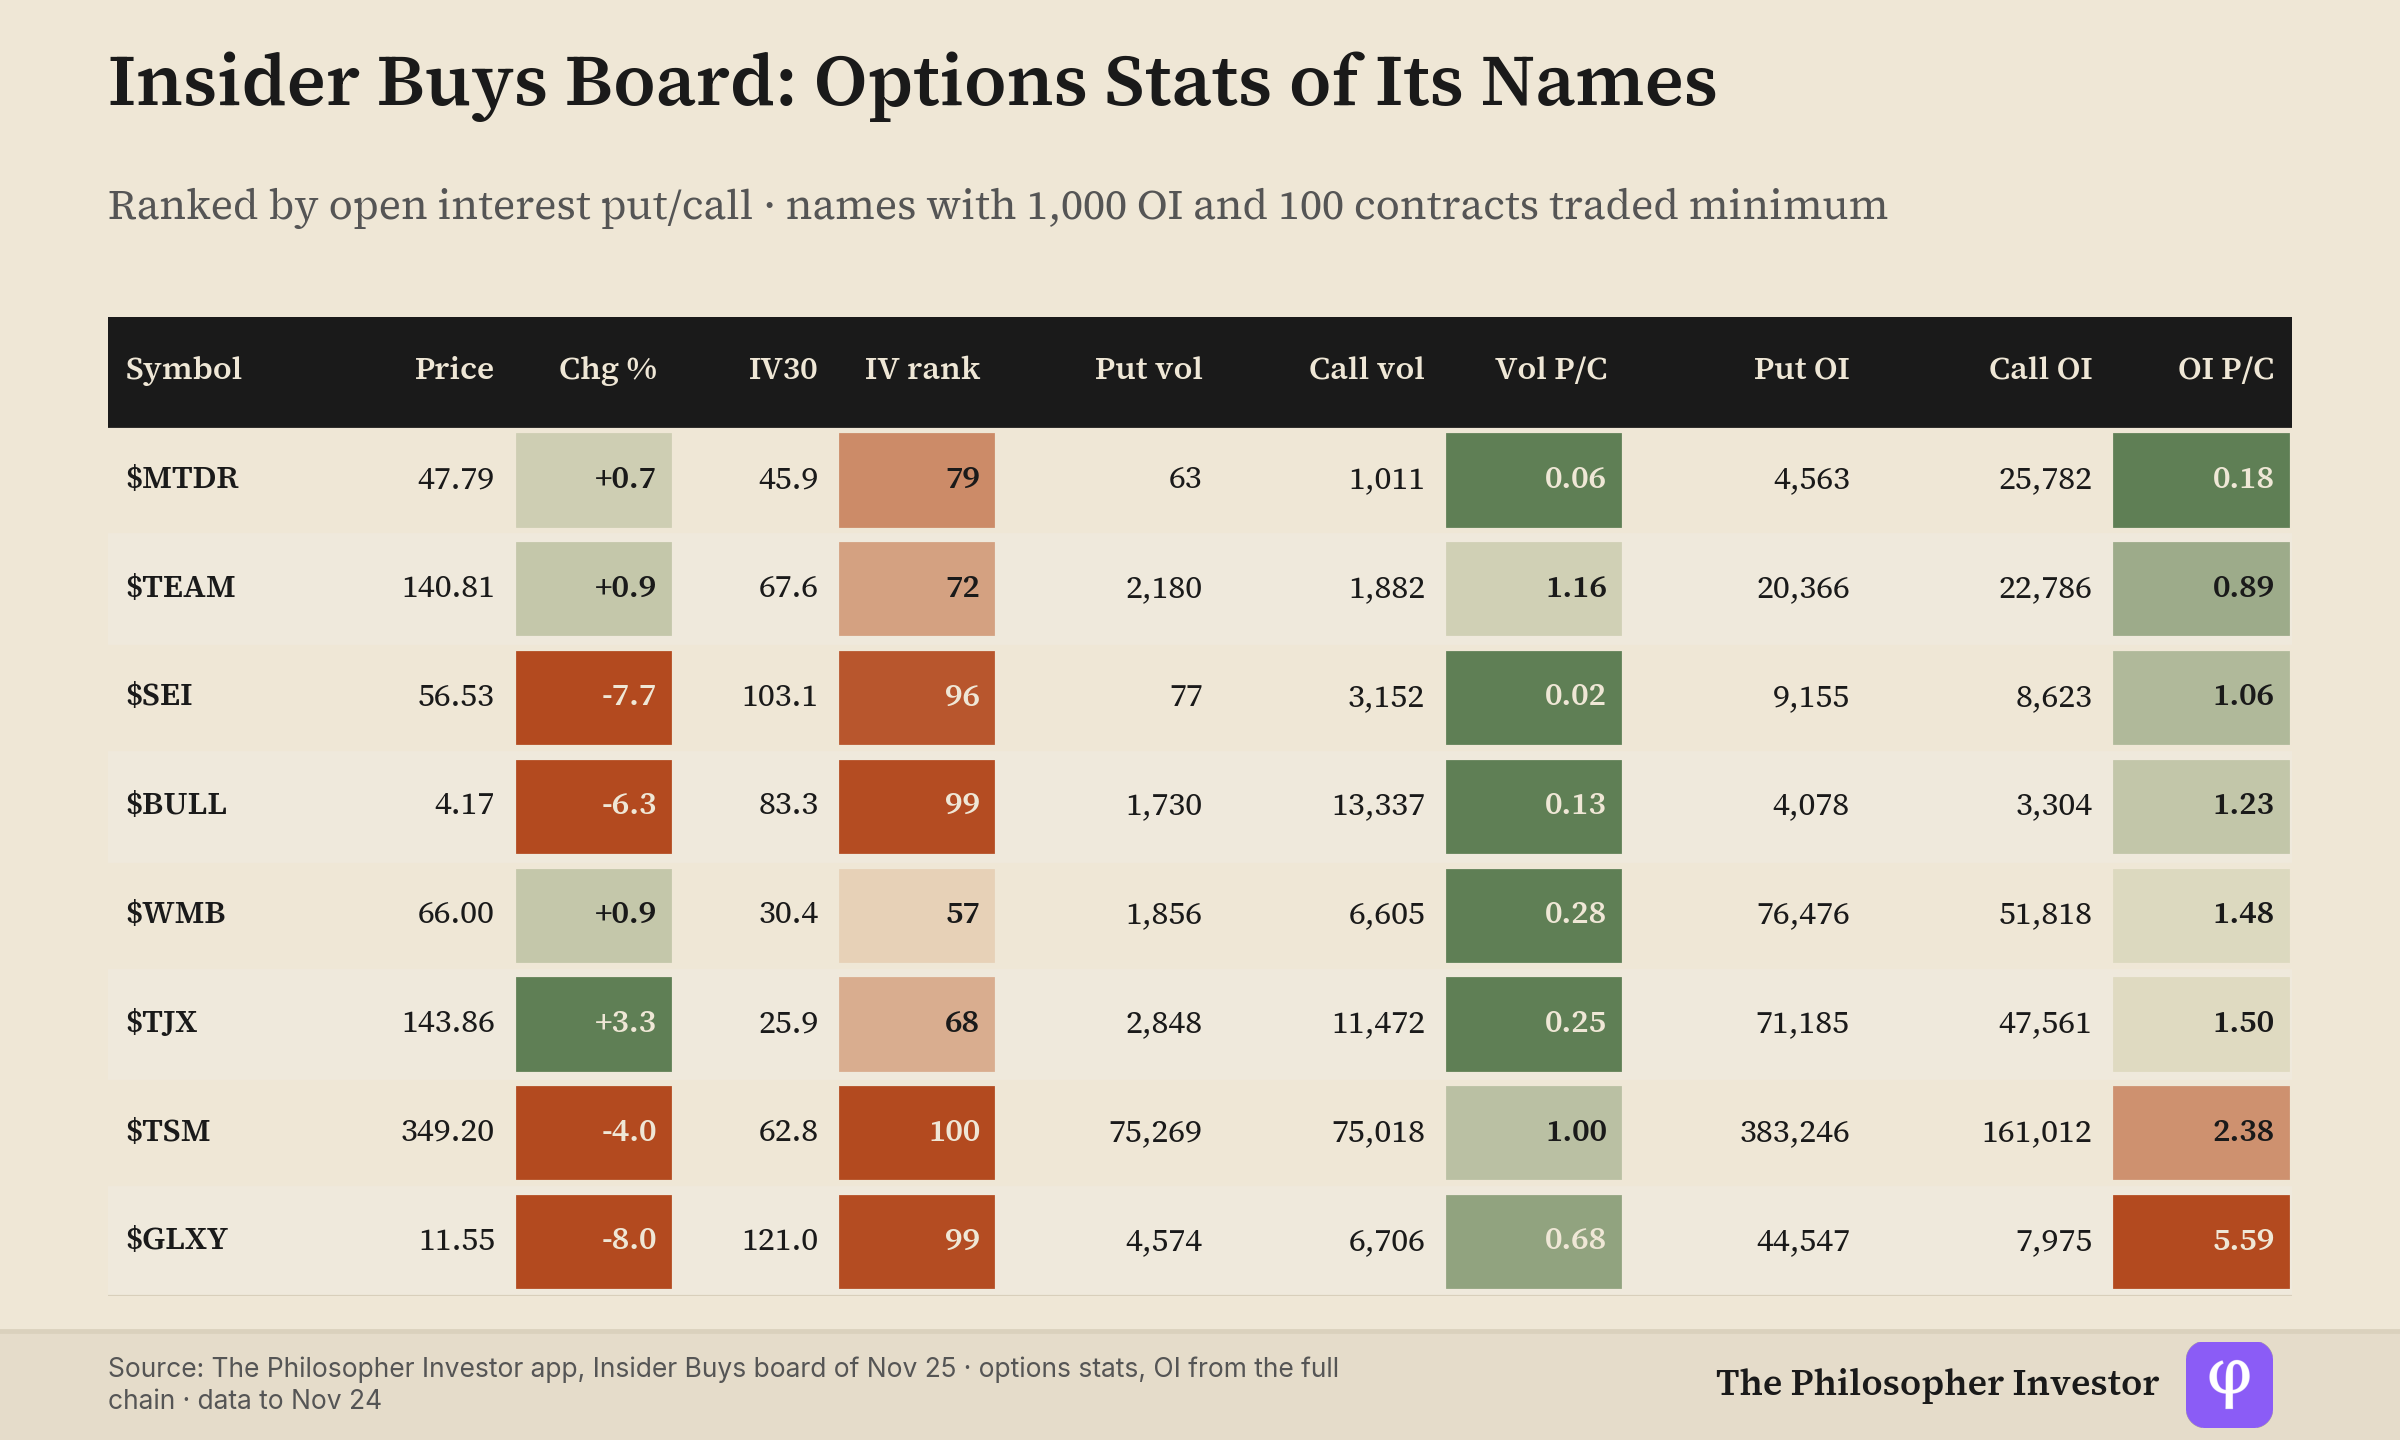 Insider Buys Board: Options Stats of Its Names
Ranked by open interest put/call · names with 1,000 OI and 100 contracts traded minimum
Symbol Price Chg % IV30 IV rank Put vol Call vol Vol P/C Put OI Call OI OI P/C
$MTDR 47.79 +0.7 45.9 79 63 1,011 0.06 4,563 25,782 0.18
$TEAM 140.81 +0.9 67.6 72 2,180 1,882 1.16 20,366 22,786 0.89
$SEI 56.53 -7.7 103.1 96 77 3,152 0.02 9,155 8,623 1.06
$BULL 4.17 -6.3 83.3 99 1,730 13,337 0.13 4,078 3,304 1.23
$WMB 66.00 +0.9 30.4 57 1,856 6,605 0.28 76,476 51,818 1.48
$TJX 143.86 +3.3 25.9 68 2,848 11,472 0.25 71,185 47,561 1.50
$TSM 349.20 -4.0 62.8 100 75,269 75,018 1.00 383,246 161,012 2.38
$GLXY 11.55 -8.0 121.0 99 4,574 6,706 0.68 44,547 7,975 5.59
Source: The Philosopher Investor app, Insider Buys board of Nov 25 · options stats, OI from the full
chain · data to Nov 24
The Philosopher Investor φ